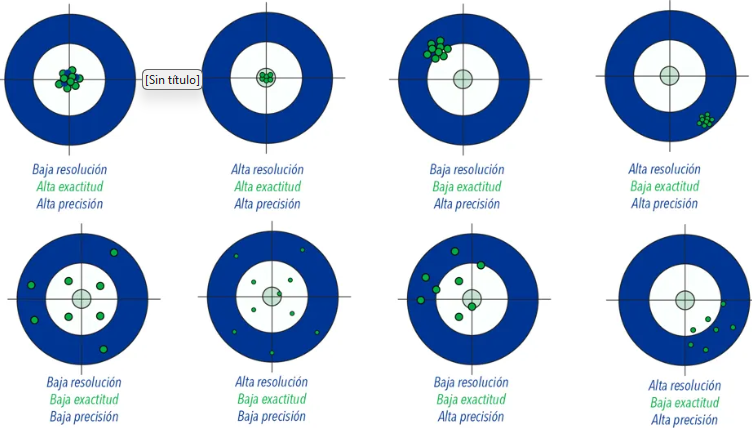 [Sin título]
Baja resolución
Alta exactitud
Alta precisión
Alta resolución
Alta exactitud
Alta precisión
Baja resolución
Baja exactitud
Alta precisión
Alta resolución
Baja exactitud
Alta precisión
Baja resolución
Baja exactitud
Baja precisión
Alta resolución
Baja exactitud
Baja precisión
Baja resolución
Baja exactitud
Alta precisión
Alta resolución
Baja exactitud
Alta precisión